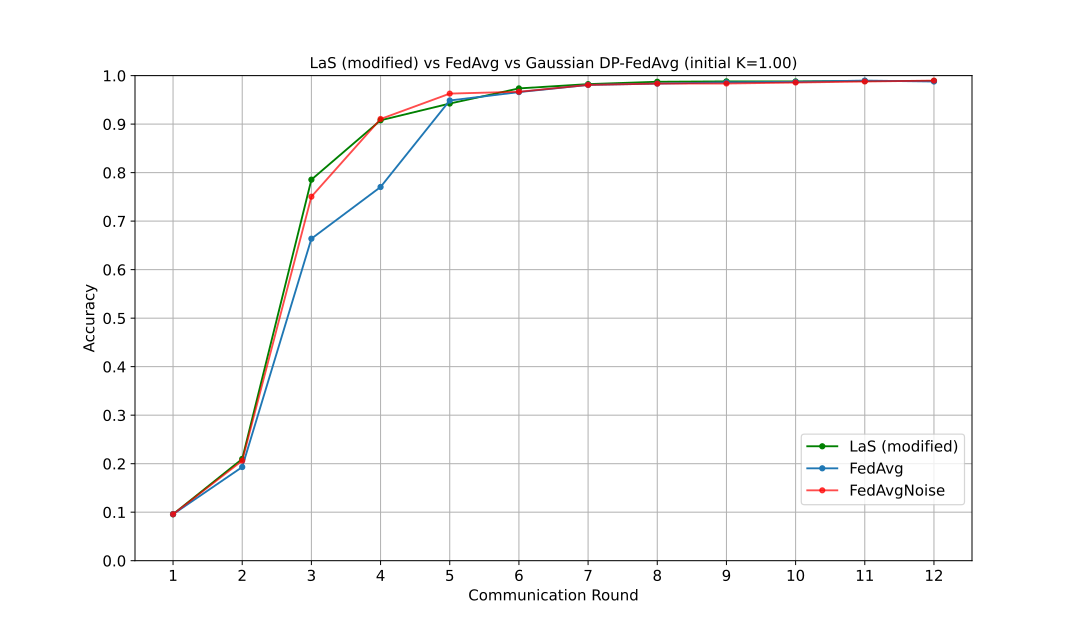 LaS (modified) vs FedAvg vs Gaussian DP-FedAvg (initial K=1.00)
1.0
0.9
0.8
0.7
0.6
0.5
0.4
0.3
0.2
0.1
0.0
Accuracy
LaS (modified)
FedAvg
FedAvgNoise
1 2 3 4 5 6 7 8 9 10 11 12
Communication Round